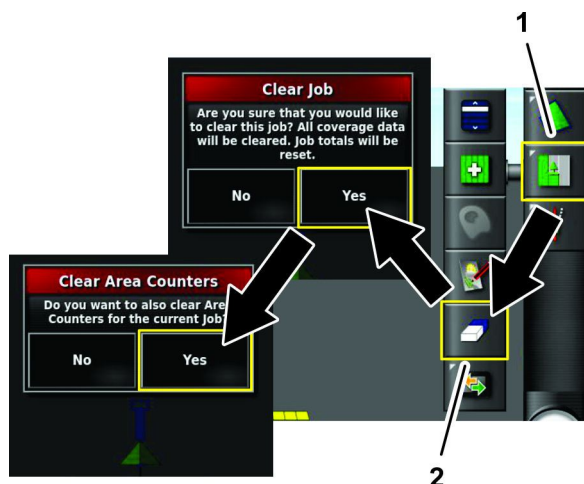 1
Clear Job
Are you sure that you would like
to clear this job? All coverage data
will be cleared. Job totals will be
reset.
No
Yes
Clear Area Counters
Do you want to also clear Area
Counters for the current Job?
No
Yes
2